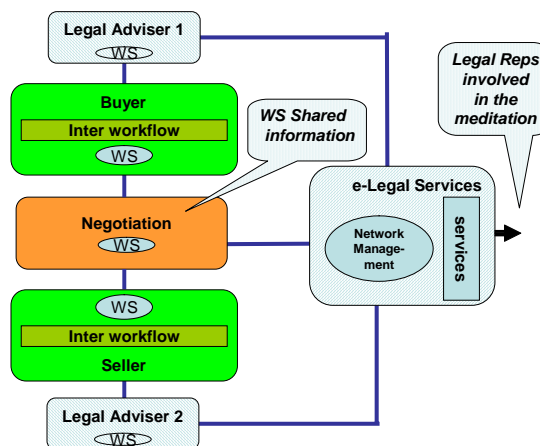 Legal Adviser 1
WS
Buyer
Inter workflow
WS
WS Shared
information
Legal Reps
involved
in the
meditation
Negotiation
WS
e-Legal Services
Network
Manage-
ment
services
WS
Inter workflow
Seller
Legal Adviser 2
WS